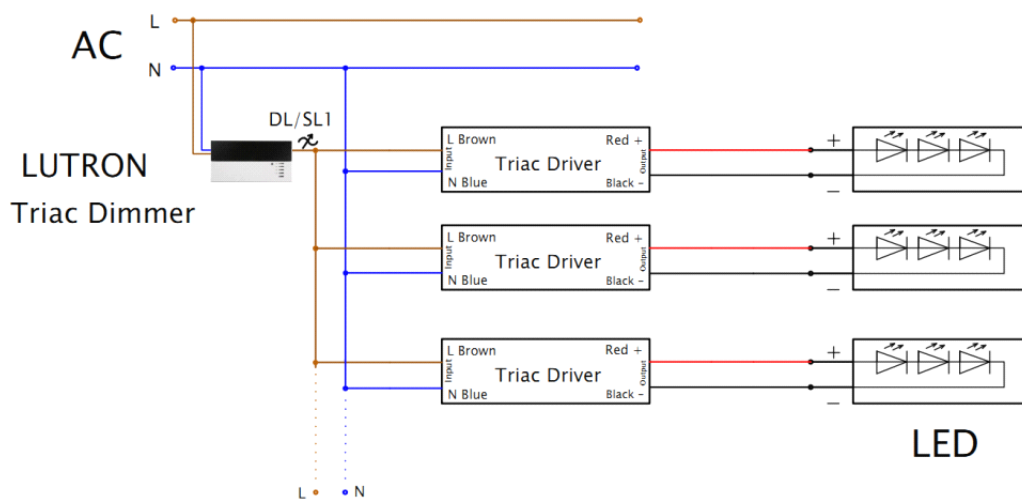 L
AC
N
DL/SL1
LUTRON
Triac Dimmer
L Brown
Input
N Blue
Triac Driver
Red +
Output
Black -
+
−
L Brown
Input
N Blue
Triac Driver
Red +
Output
Black -
+
−
L Brown
Input
N Blue
Triac Driver
Red +
Output
Black -
+
−
LED
L
N